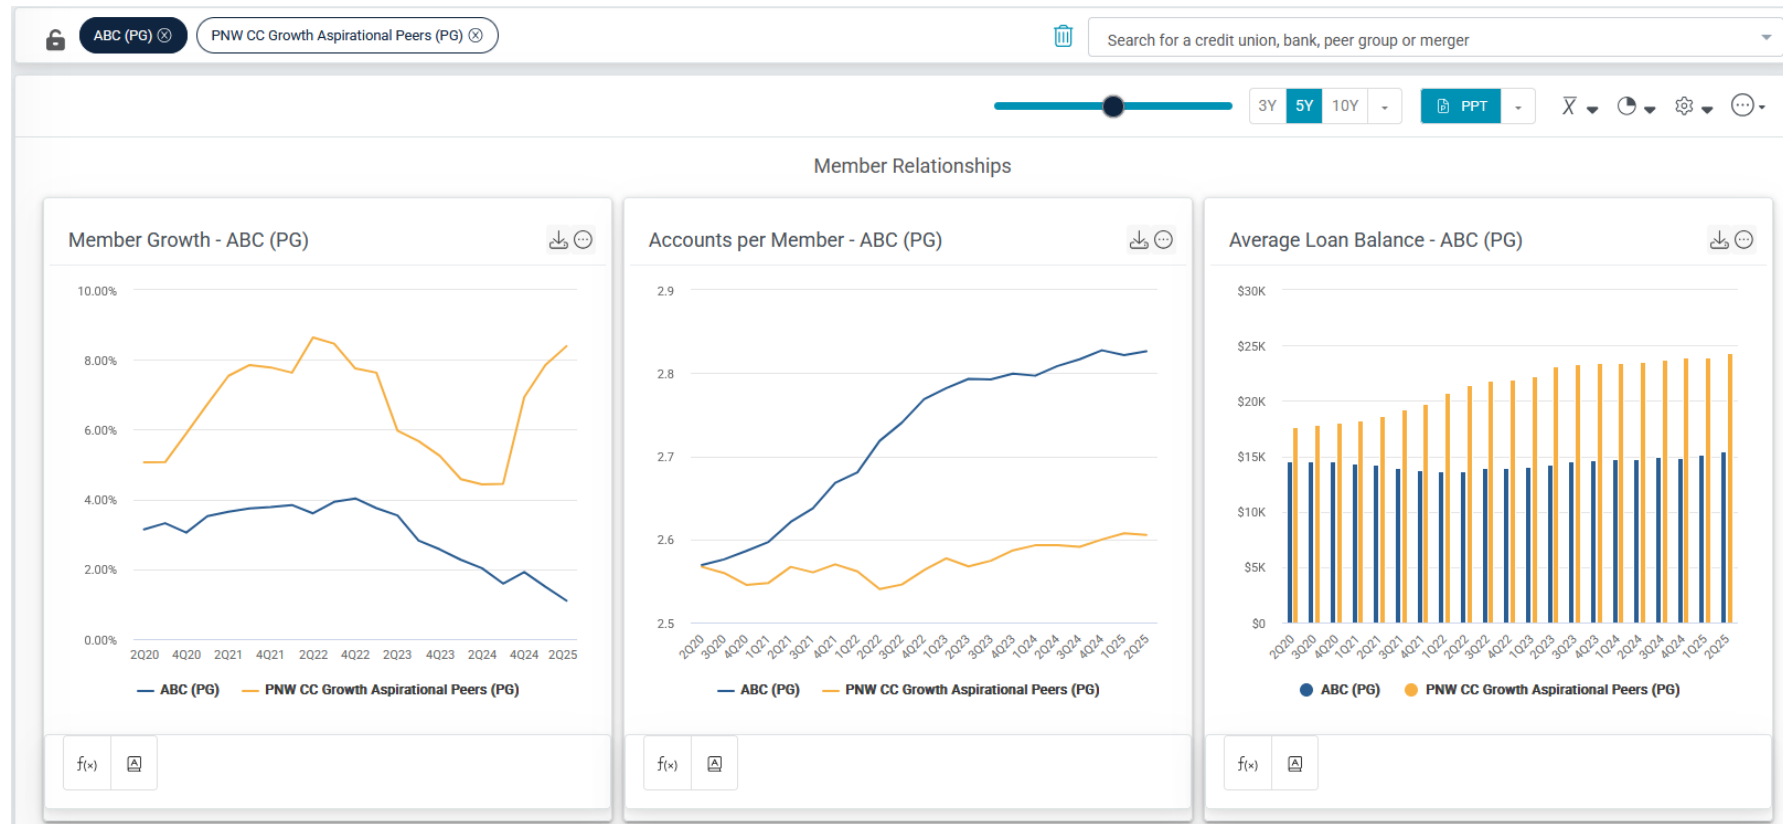 ABC (PG)
PNW CC Growth Aspirational Peers (PG)
Search for a credit union, bank, peer group or merger
3Y 5Y 10Y
PPT
Member Relationships
Member Growth - ABC (PG)
10.00%
8.00%
6.00%
4.00%
2.00%
0.00%
2Q20 4Q20 2Q21 4Q21 2Q22 4Q22 2Q23 4Q23 2Q24 4Q24 2Q25
ABC (PG) PNW CC Growth Aspirational Peers (PG)
f(x) A
Accounts per Member - ABC (PG)
2.9
2.8
2.7
2.6
2.5
2Q20 3Q20 4Q20 1Q21 2Q21 3Q21 4Q21 1Q22 2Q22 3Q22 4Q22 1Q23 2Q23 3Q23 4Q23 1Q24 2Q24 3Q24 4Q24 1Q25 2Q25
ABC (PG) PNW CC Growth Aspirational Peers (PG)
f(x) A
Average Loan Balance - ABC (PG)
$30K
$25K
$20K
$15K
$10K
$5K
$0
2Q20 3Q20 4Q20 1Q21 2Q21 3Q21 4Q21 1Q22 2Q22 3Q22 4Q22 1Q23 2Q23 3Q23 4Q23 1Q24 2Q24 3Q24 4Q24 1Q25 2Q25
ABC (PG) PNW CC Growth Aspirational Peers (PG)
f(x) A